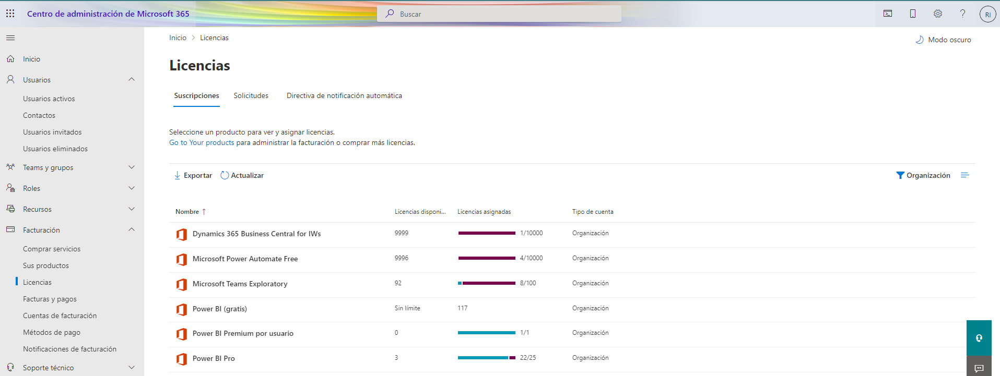 Centro de administración de Microsoft 365
Buscar
?
RI
Inicio
Usuarios
Usuarios activos
Contactos
Usuarios invitados
Usuarios eliminados
Teams y grupos
Roles
Recursos
Facturación
Comprar servicios
Sus productos
Licencias
Facturas y pagos
Cuentas de facturación
Métodos de pago
Notificaciones de facturación
Soporte técnico
Inicio > Licencias
Modo oscuro
Licencias
Suscripciones Solicitudes Directiva de notificación automática
Seleccione un producto para ver y asignar licencias.
Go to Your products para administrar la facturación o comprar más licencias.
Exportar Actualizar Organización
Nombre ↑ Licencias disponi... Licencias asignadas Tipo de cuenta
Dynamics 365 Business Central for IWs 9999 1/10000 Organización
Microsoft Power Automate Free 9996 4/10000 Organización
Microsoft Teams Exploratory 92 8/100 Organización
Power BI (gratis) Sin límite 117 Organización
Power BI Premium por usuario 0 1/1 Organización
Power BI Pro 3 22/25 Organización